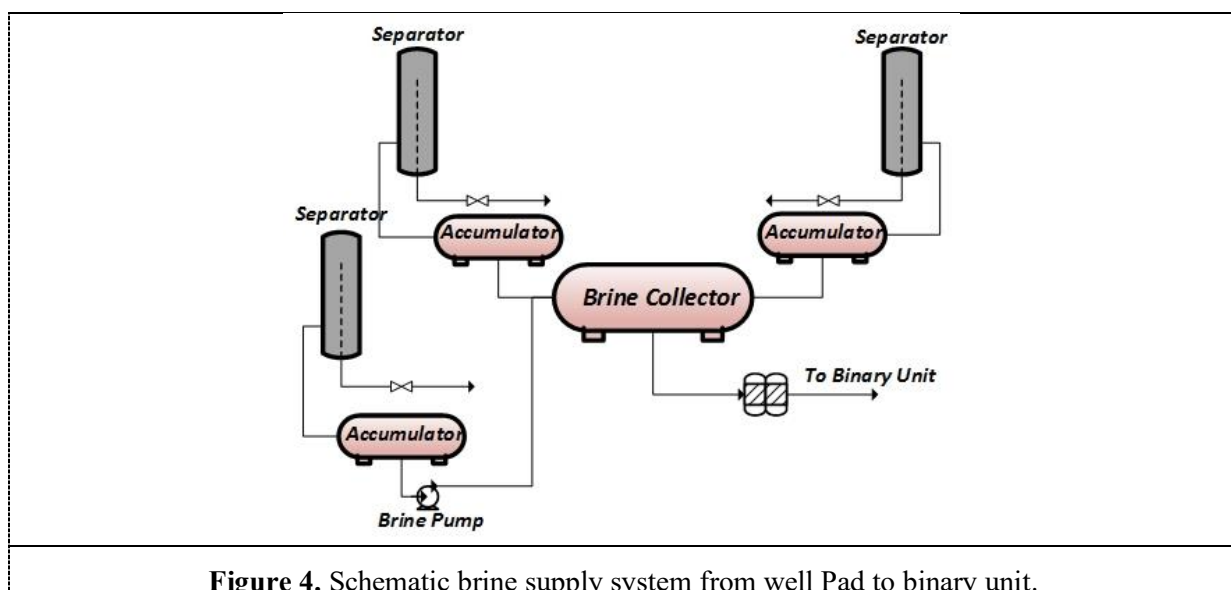 Separator
Separator
Accumulator
Accumulator
Separator
Brine Collector
To Binary Unit
Accumulator
Brine Pump
Figure 4. Schematic brine supply system from well Pad to binary unit.